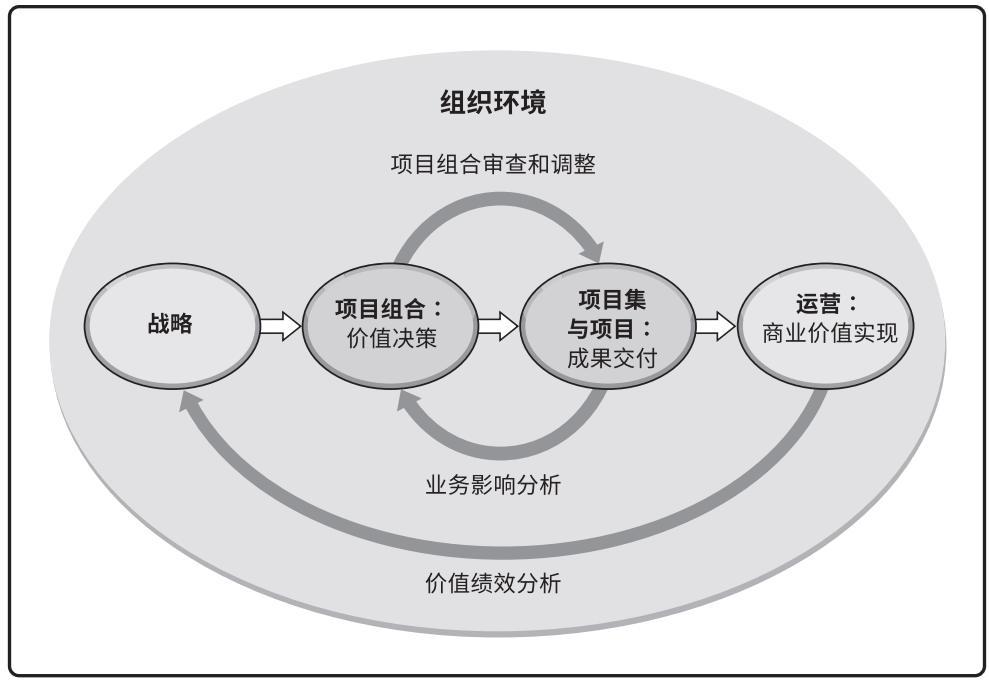 组织环境
项目组合审查和调整
战略
项目组合：
价值决策
项目集
与项目：
成果交付
运营：
商业价值实现
业务影响分析
价值绩效分析